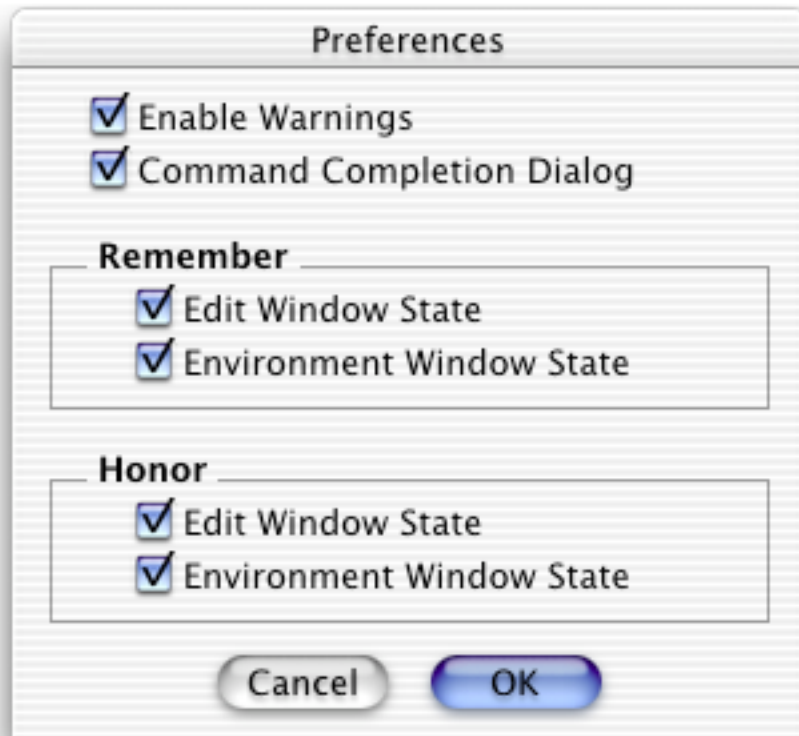 Preferences
Enable Warnings
Command Completion Dialog
Remember
Edit Window State
Environment Window State
Honor
Edit Window State
Environment Window State
Cancel OK